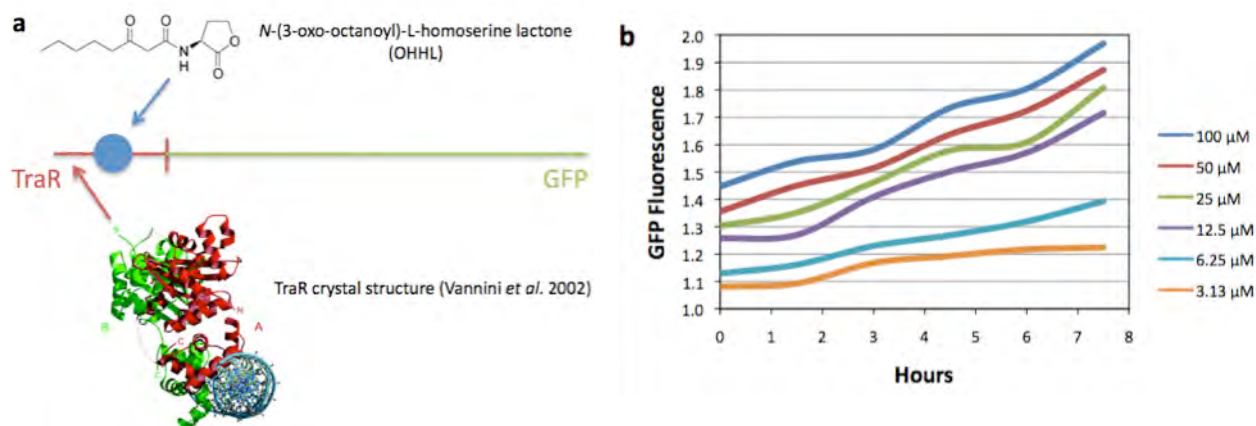 a
O
O
N
H
O
O
N-(3-oxo-octanoyl)-L-homoserine lactone
(OHHL)
TraR
GFP
TraR crystal structure (Vannini et al. 2002)
N
A
B
C
b
GFP Fluorescence
2.0
1.9
1.8
1.7
1.6
1.5
1.4
1.3
1.2
1.1
1.0
0 1 2 3 4 5 6 7 8
Hours
100 µM
50 µM
25 µM
12.5 µM
6.25 µM
3.13 µM